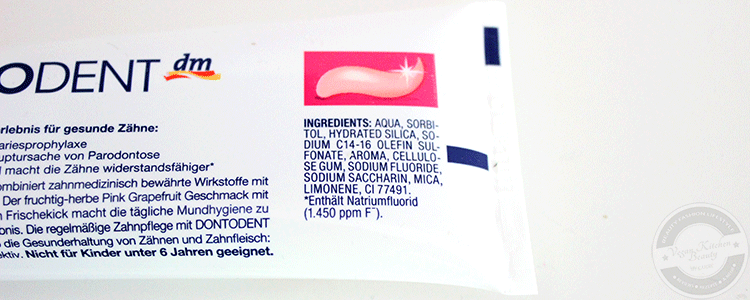 ODENT dm
rlebnis für gesunde Zähne:
ariesprophylaxe
uptursache von Parodontose
f macht die Zähne widerstandsfähiger*
ombiniert zahnmedizinisch bewährte Wirkstoffe mit
. Der fruchtig-herbe Pink Grapefruit Geschmack mit
n Frischekick macht die tägliche Mundhygiene zu
bnis. Die regelmäßige Zahnpflege mit DONTODENT
o die Gesunderhaltung von Zähnen und Zahnfleisch:
ektiv. Nicht für Kinder unter 6 Jahren geeignet.
INGREDIENTS: AQUA, SORBI-
TOL, HYDRATED SILICA, SO-
DIUM C14-16 OLEFIN SUL-
FONATE, AROMA, CELLULO-
SE GUM, SODIUM FLUORIDE,
SODIUM SACCHARIN, MICA,
LIMONENE, CI 77491.
*Enthält Natriumfluorid
(1.450 ppm F⁻).